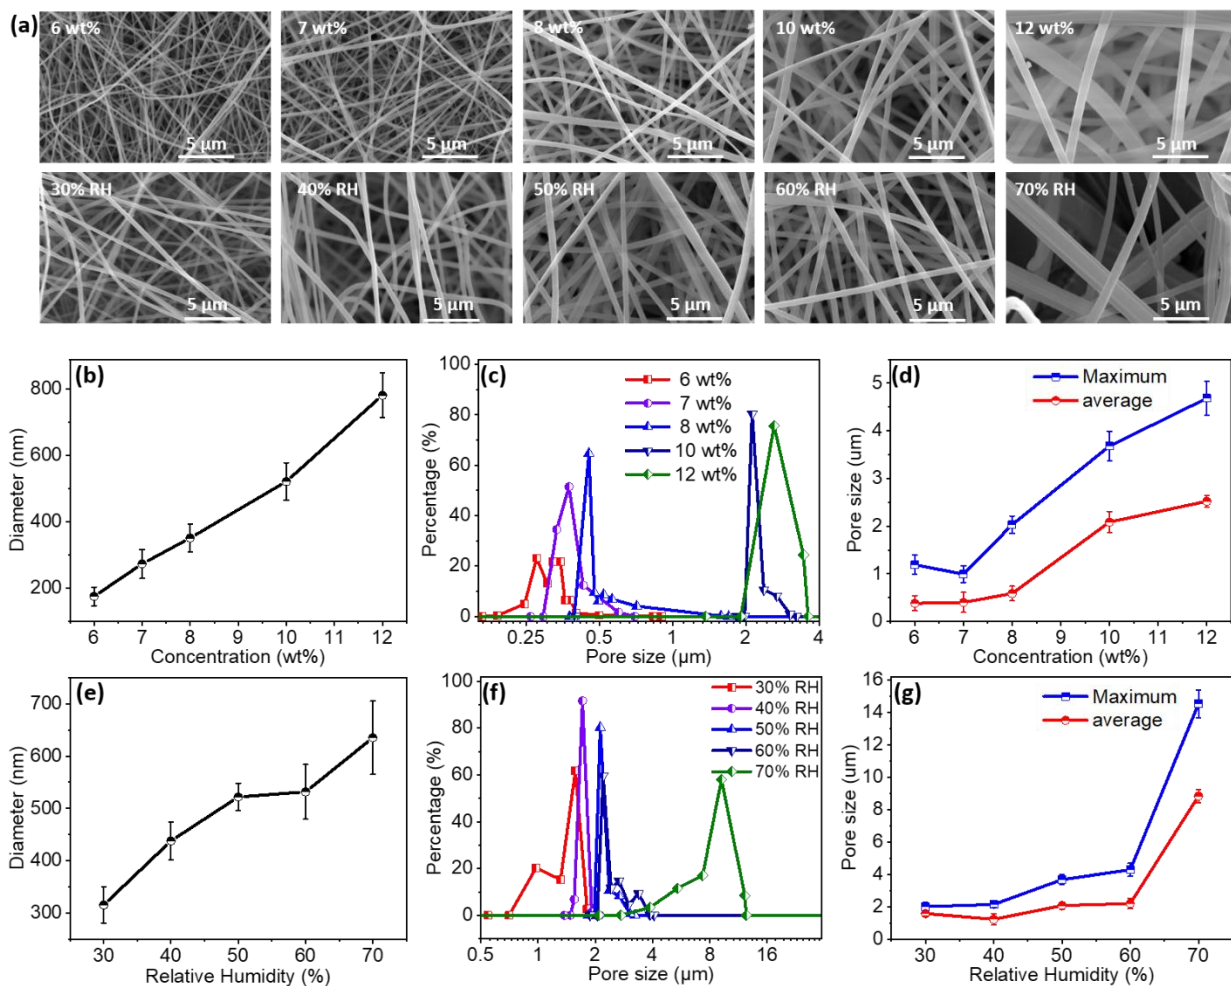 (a)
6 wt% 7 wt% 8 wt% 10 wt% 12 wt%
5 µm 5 µm 5 µm 5 µm 5 µm
30% RH 40% RH 50% RH 60% RH 70% RH
5 µm 5 µm 5 µm 5 µm 5 µm
(b)
Diameter (nm)
800
600
400
200
6 7 8 9 10 11 12
Concentration (wt%)
(c)
Percentage (%)
100
80
60
40
20
0
6 wt%
7 wt%
8 wt%
10 wt%
12 wt%
0.25 0.5 1 2 4
Pore size (µm)
(d)
Pore size (um)
5
4
3
2
1
0
Maximum
average
6 7 8 9 10 11 12
Concentration (wt%)
(e)
Diameter (nm)
700
600
500
400
300
30 40 50 60 70
Relative Humidity (%)
(f)
Percentage (%)
100
80
60
40
20
0
30% RH
40% RH
50% RH
60% RH
70% RH
0.5 1 2 4 8 16
Pore size (µm)
(g)
Pore size (um)
16
14
12
10
8
6
4
2
0
Maximum
average
30 40 50 60 70
Relative Humidity (%)